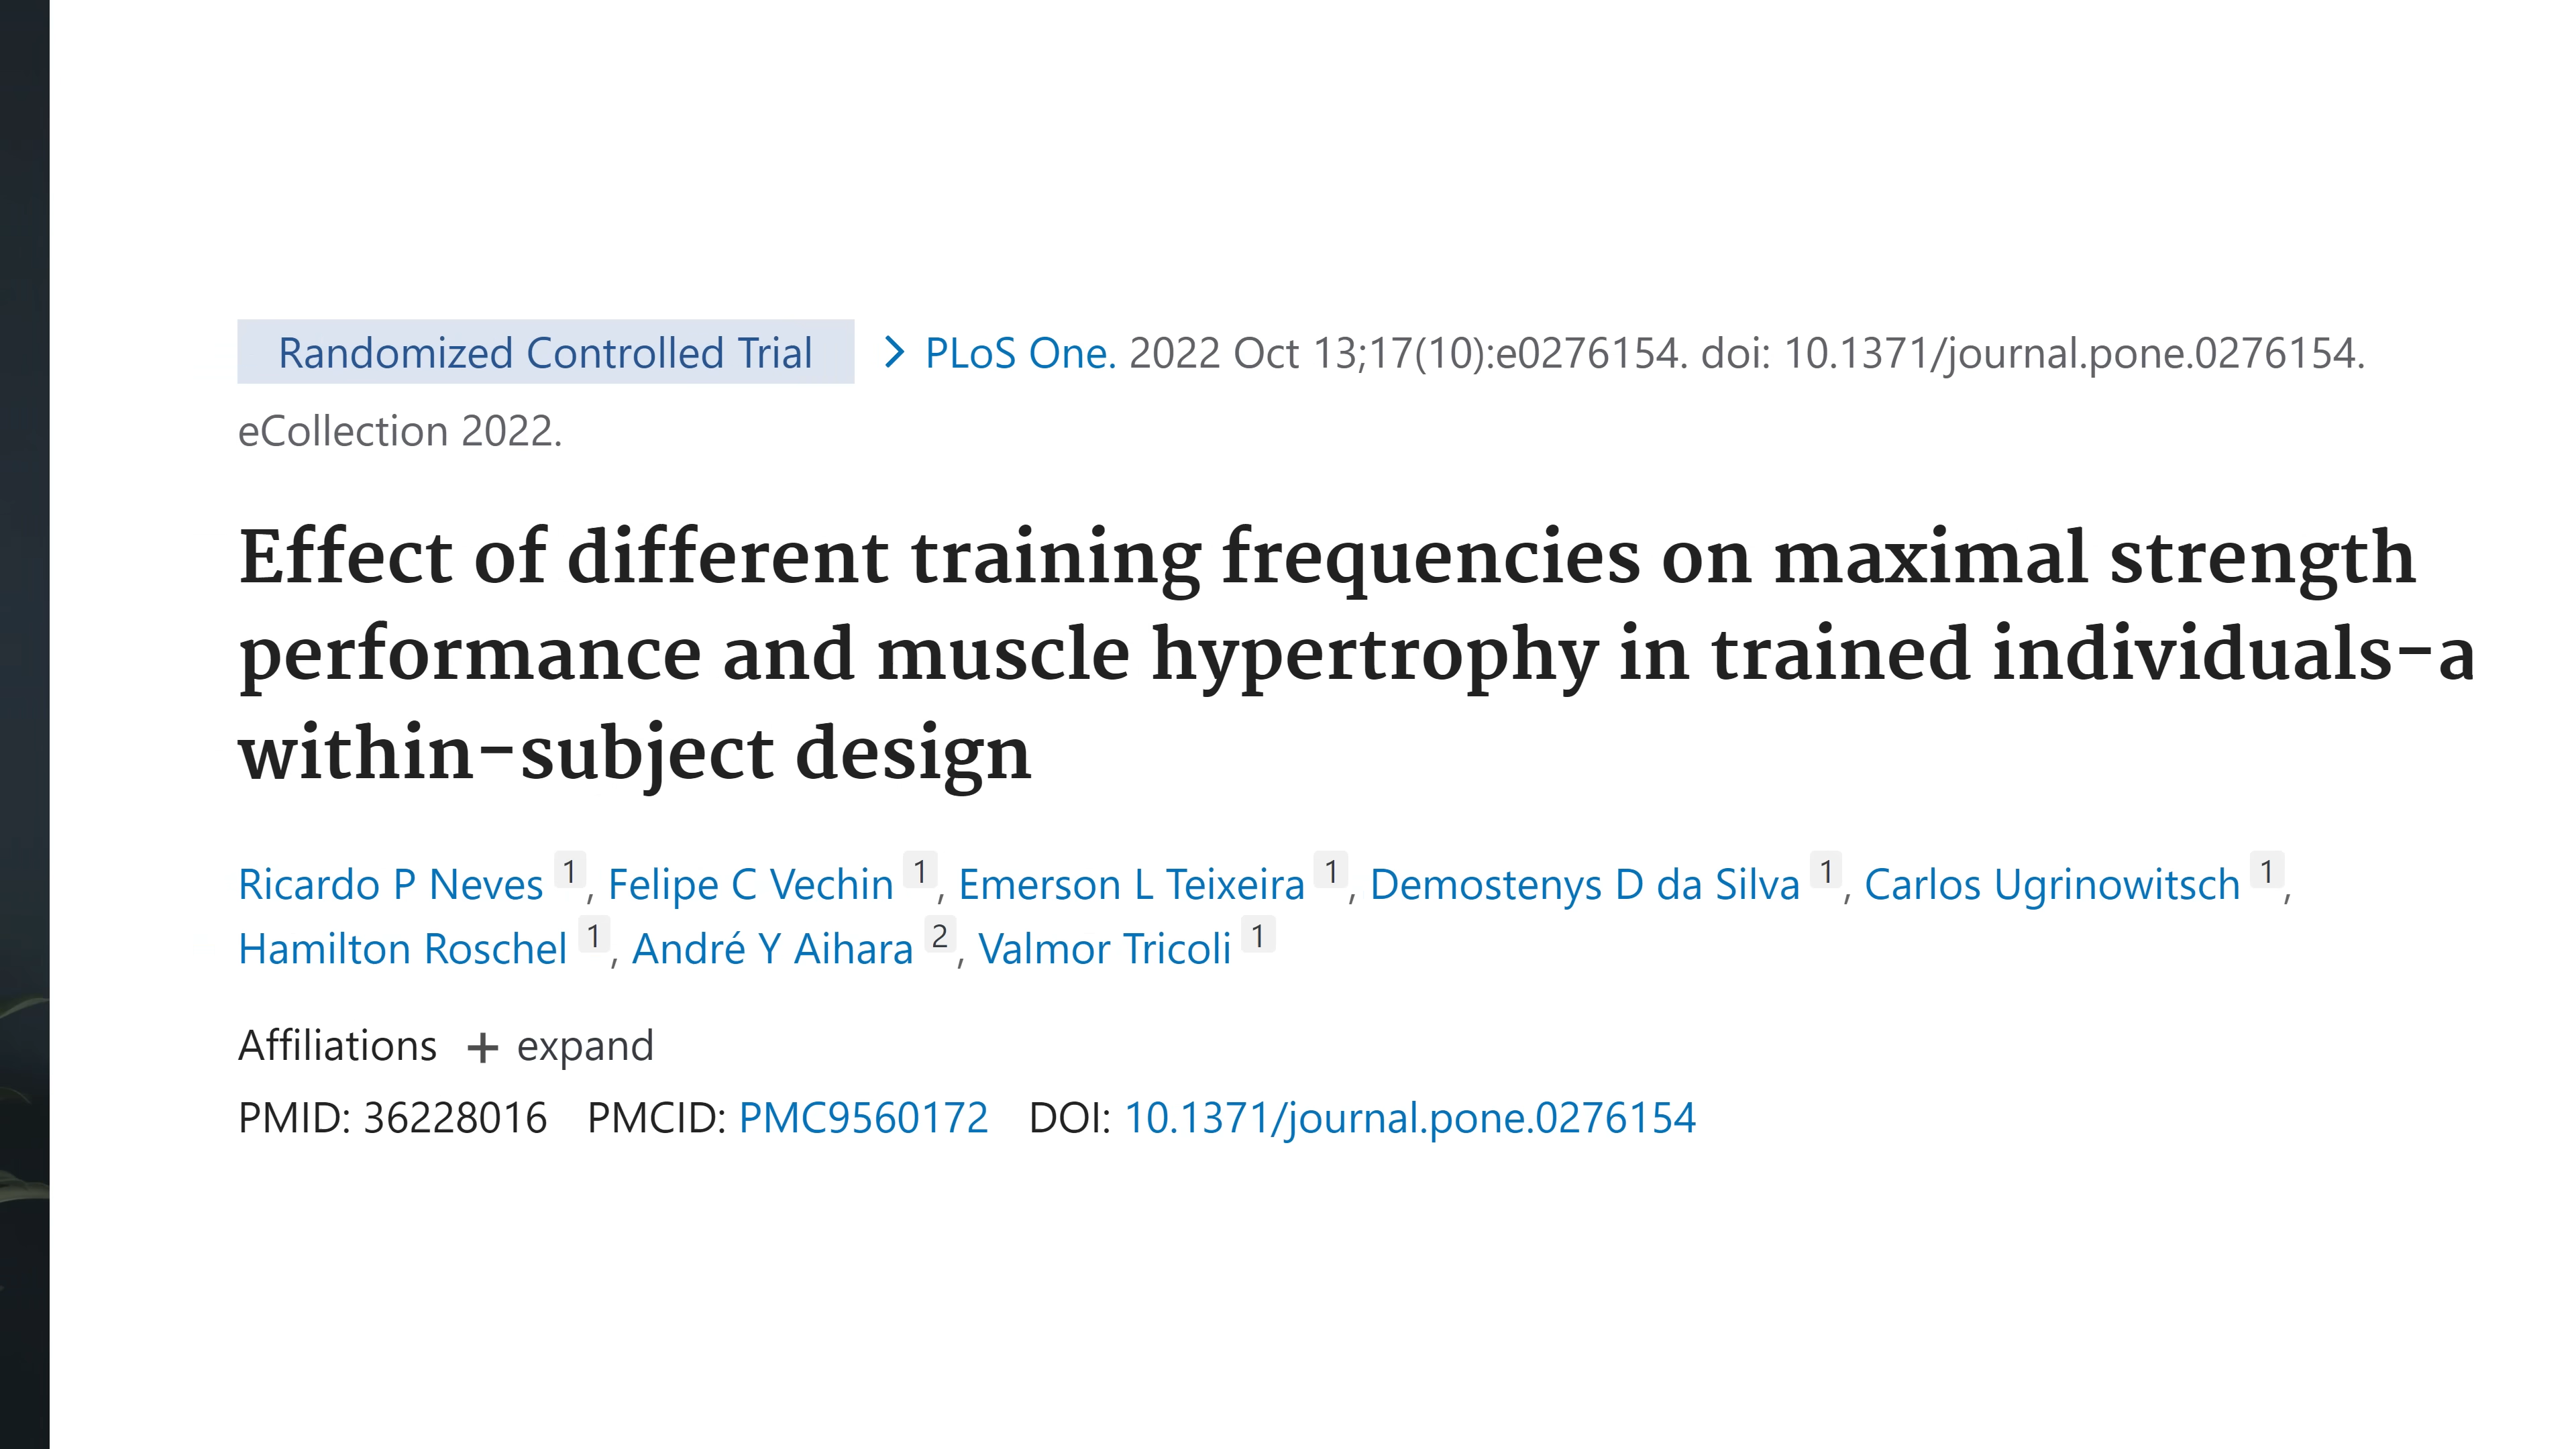 Randomized Controlled Trial > PLoS One. 2022 Oct 13;17(10):e0276154. doi: 10.1371/journal.pone.0276154.
eCollection 2022.
Effect of different training frequencies on maximal strength
performance and muscle hypertrophy in trained individuals-a
within-subject design
Ricardo P Neves 1, Felipe C Vechin 1, Emerson L Teixeira 1, Demostenys D da Silva 1, Carlos Ugrinowitsch 1,
Hamilton Roschel 1, André Y Aihara 2, Valmor Tricoli 1
Affiliations + expand
PMID: 36228016 PMCID: PMC9560172 DOI: 10.1371/journal.pone.0276154